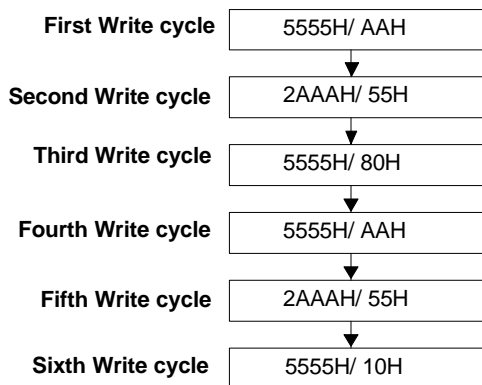 First Write cycle 5555H/ AAH
Second Write cycle 2AAAH/ 55H
Third Write cycle 5555H/ 80H
Fourth Write cycle 5555H/ AAH
Fifth Write cycle 2AAAH/ 55H
Sixth Write cycle 5555H/ 10H